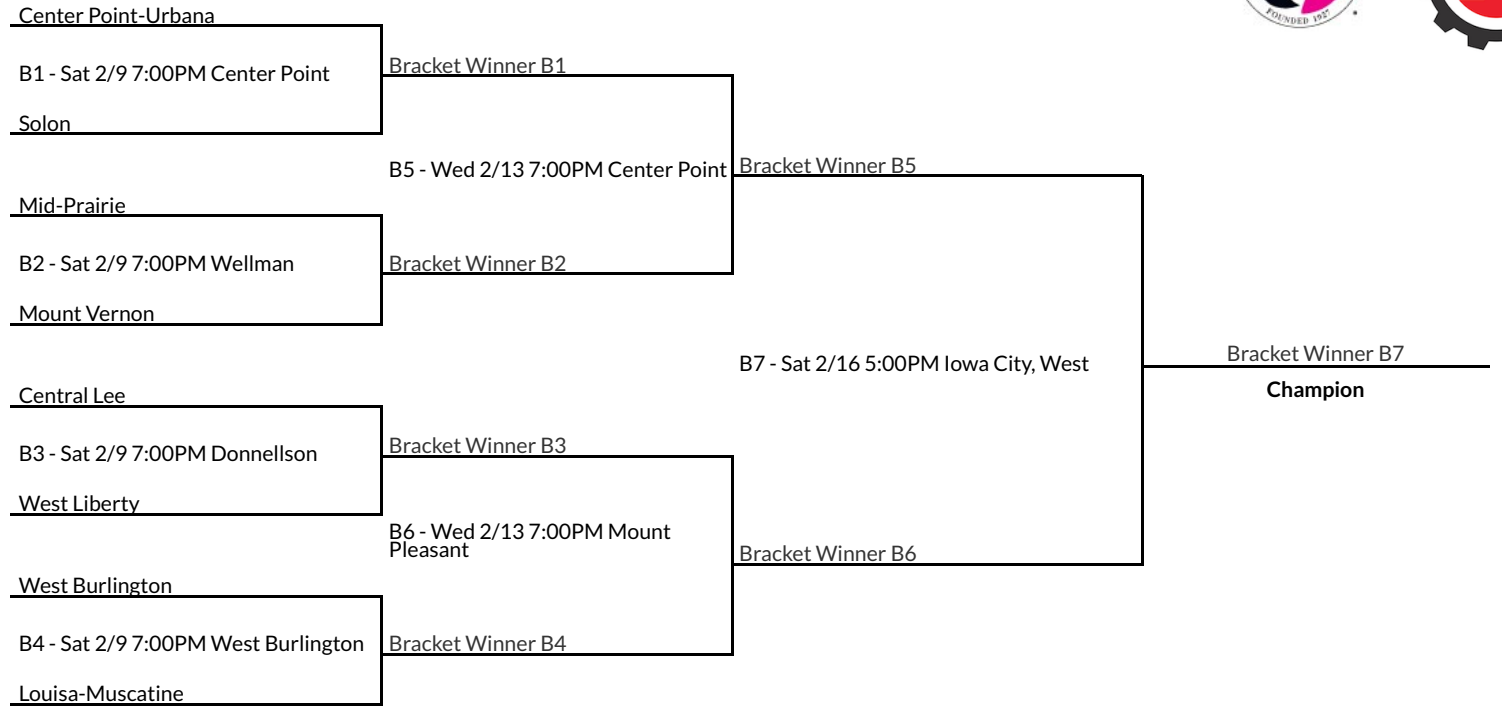 FOUNDED 1927
Center Point-Urbana
B1 - Sat 2/9 7:00PM Center Point
Solon
Mid-Prairie
B2 - Sat 2/9 7:00PM Wellman
Mount Vernon
Central Lee
B3 - Sat 2/9 7:00PM Donnellson
West Liberty
West Burlington
B4 - Sat 2/9 7:00PM West Burlington
Louisa-Muscatine
Bracket Winner B1
B5 - Wed 2/13 7:00PM Center Point
Bracket Winner B2
Bracket Winner B3
B6 - Wed 2/13 7:00PM Mount
Pleasant
Bracket Winner B4
Bracket Winner B5
B7 - Sat 2/16 5:00PM Iowa City, West
Bracket Winner B6
Bracket Winner B7
Champion